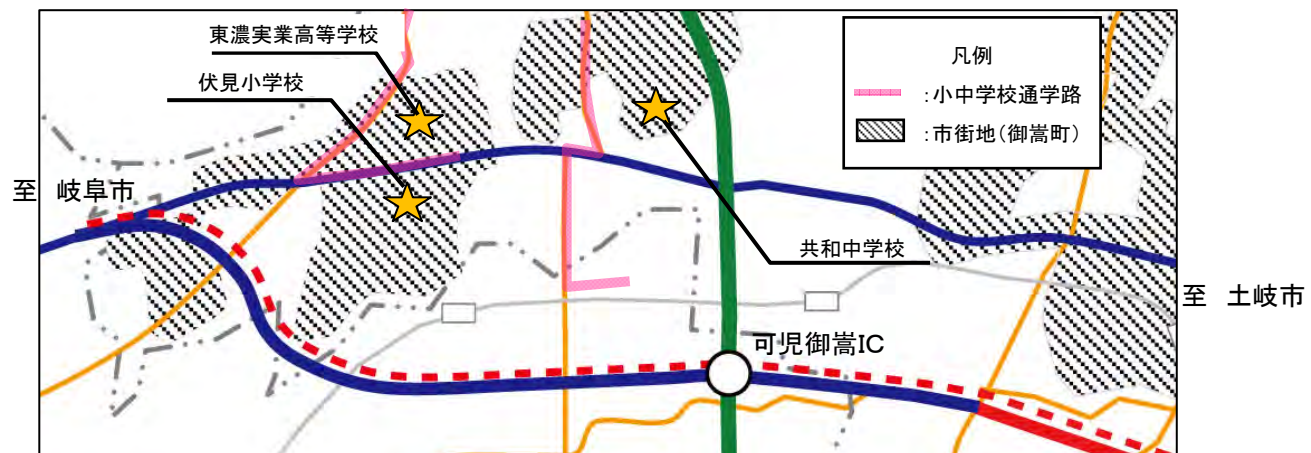 東濃実業高等学校
伏見小学校
凡例
:小中学校通学路
:市街地(御嵩町)
至 岐阜市
共和中学校
至 土岐市
可児御嵩IC